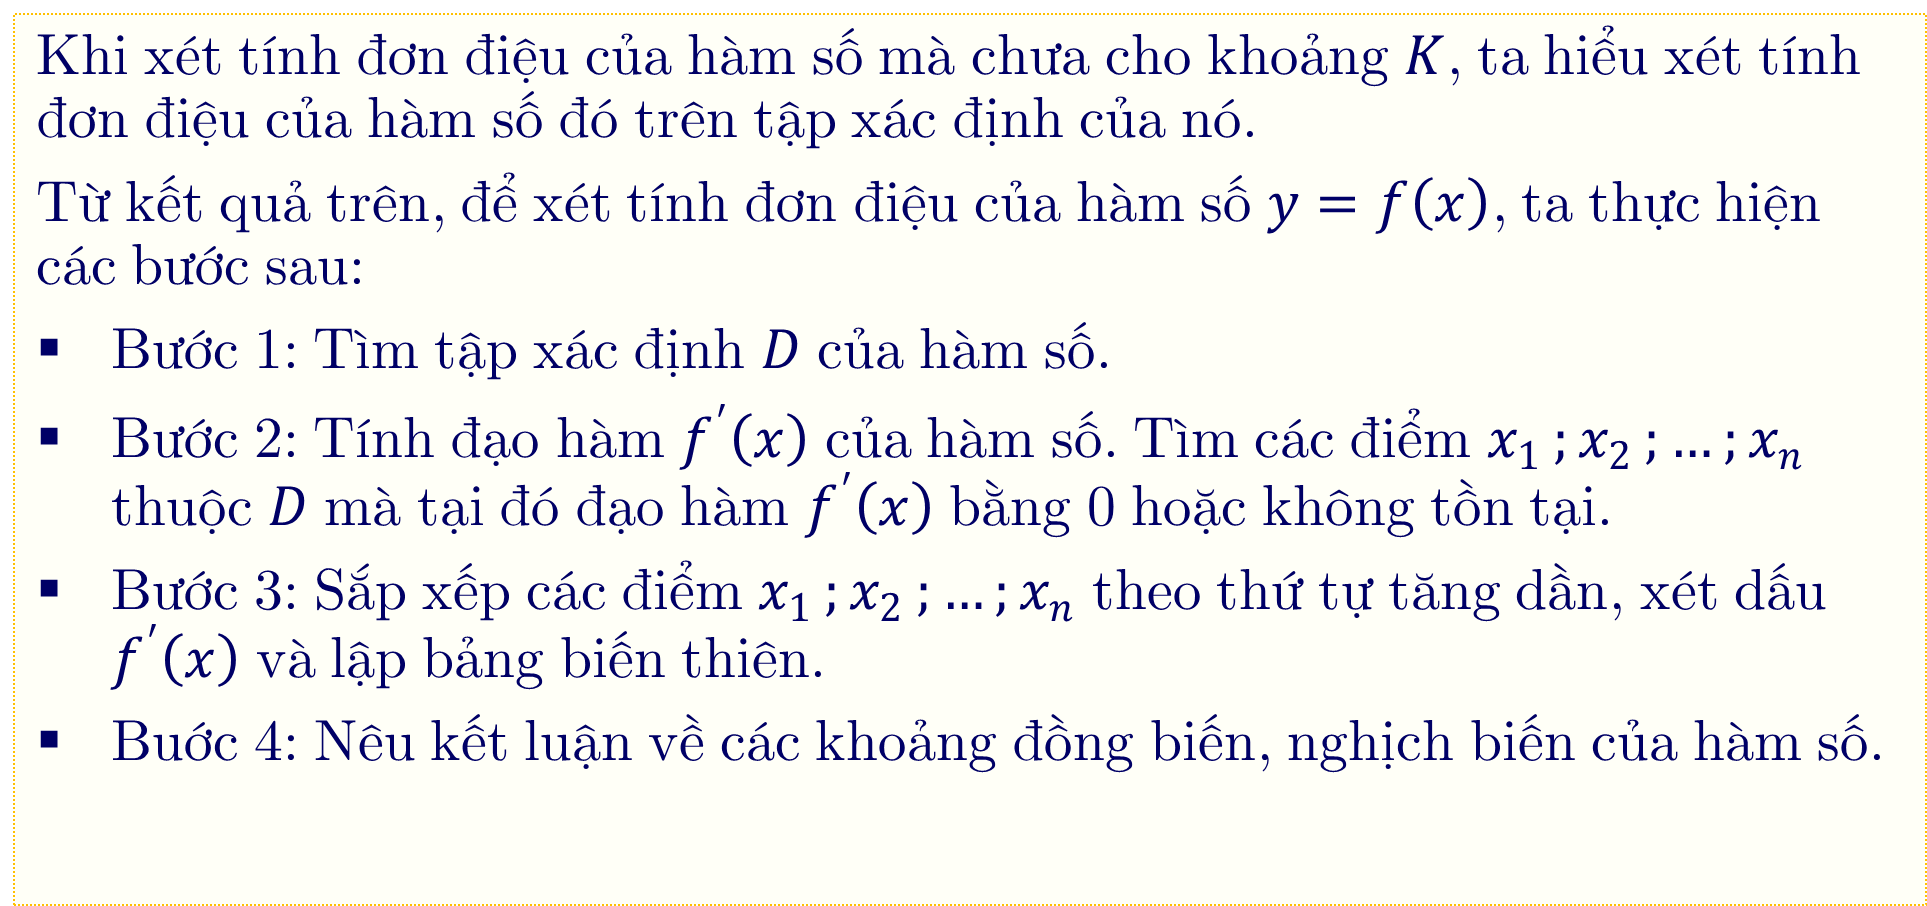 Khi xét tính đơn điệu của hàm số mà chưa cho khoảng K, ta hiểu xét tính
đơn điệu của hàm số đó trên tập xác định của nó.
Từ kết quả trên, để xét tính đơn điệu của hàm số y = f(x), ta thực hiện
các bước sau:
▪ Bước 1: Tìm tập xác định D của hàm số.
▪ Bước 2: Tính đạo hàm f′(x) của hàm số. Tìm các điểm x₁ ; x₂ ; … ; xₙ
thuộc D mà tại đó đạo hàm f′(x) bằng 0 hoặc không tồn tại.
▪ Bước 3: Sắp xếp các điểm x₁ ; x₂ ; … ; xₙ theo thứ tự tăng dần, xét dấu
f′(x) và lập bảng biến thiên.
▪ Buớc 4: Nêu kết luận về các khoảng đồng biến, nghịch biến của hàm số.